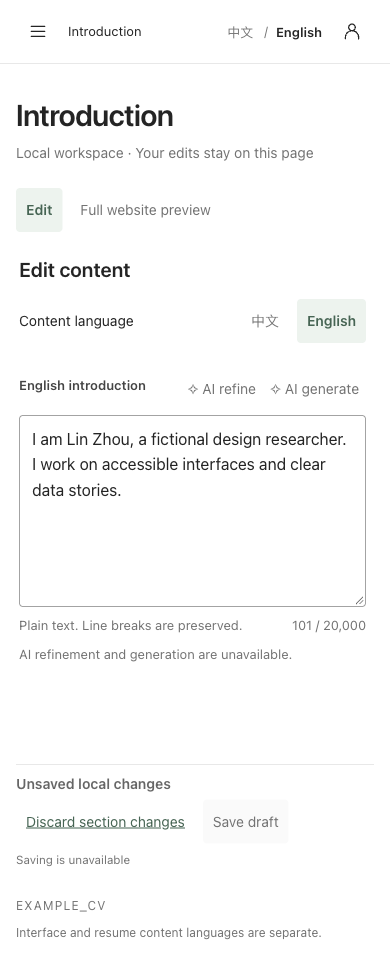 Introduction 中文 / English
Introduction
Local workspace · Your edits stay on this page
Edit Full website preview
Edit content
Content language 中文 English
English introduction AI refine AI generate
I am Lin Zhou, a fictional design researcher.
I work on accessible interfaces and clear
data stories.
Plain text. Line breaks are preserved. 101 / 20,000
AI refinement and generation are unavailable.
Unsaved local changes
Discard section changes Save draft
Saving is unavailable
EXAMPLE_CV
Interface and resume content languages are separate.